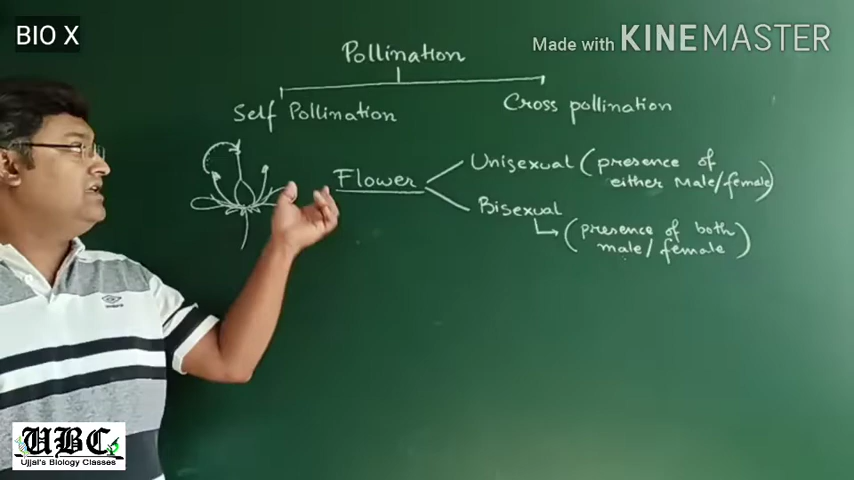 BIO X
Made with KINEMASTER
Pollination
Self Pollination
Cross pollination
Flower
Unisexual (presence of
either Male/female)
Bisexual
(presence of both
male/female)
UBC
Ujjal's Biology Classes